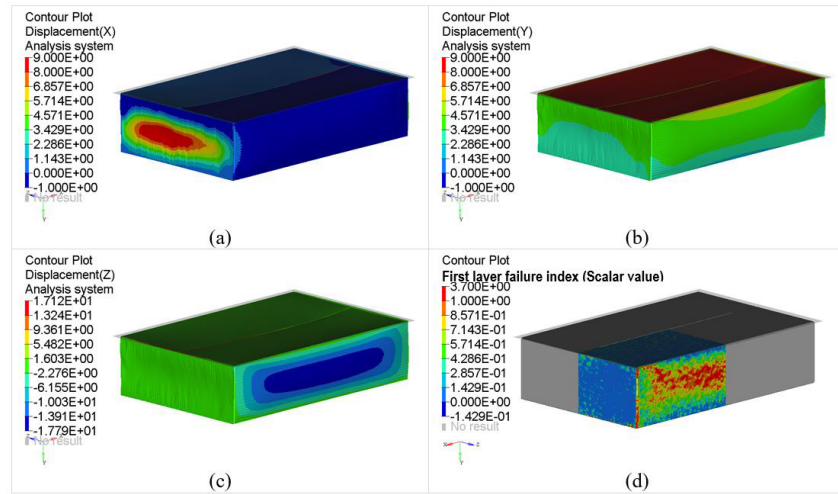 Contour Plot
Displacement(X)
Analysis system
9.000E+00
8.000E+00
6.857E+00
5.714E+00
4.571E+00
3.429E+00
2.286E+00
1.143E+00
0.000E+00
-1.000E+00
No result
Y
(a)
Contour Plot
Displacement(Y)
Analysis system
9.000E+00
8.000E+00
6.857E+00
5.714E+00
4.571E+00
3.429E+00
2.286E+00
1.143E+00
0.000E+00
-1.000E+00
No result
Y
(b)
Contour Plot
Displacement(Z)
Analysis system
1.712E+01
1.324E+01
9.361E+00
5.482E+00
1.603E+00
-2.276E+00
-6.155E+00
-1.003E+01
-1.391E+01
-1.779E+01
No result
Y
(c)
Contour Plot
First layer failure index (Scalar value)
3.700E+00
1.000E+00
8.571E-01
7.143E-01
5.714E-01
4.286E-01
2.857E-01
1.429E-01
0.000E+00
-1.429E-01
No result
X Z
Y
(d)